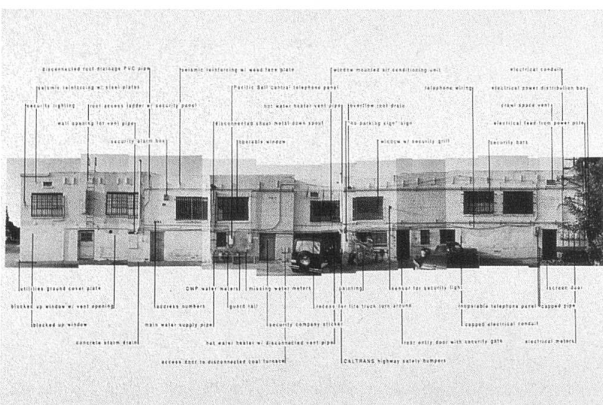 disconnected roof drainage PVC pipe
seismic reinforcing w/ wood form plate
window mounted air conditioning unit
electrical conduit
seismic reinforcing w/ steel plates
Pacific Bell Central telephone panel
telephone wiring
electrical power distribution box
security lighting
roof access ladder w/ security panel
hot water heater vent pipe
overflow roof drain
crawl space vent
wall opening for vent pipe
disconnected sheet metal down spout
"no parking sign" sign
electrical feed from power pole
security alarm box
operable window
window w/ security grill
security bars
utilities ground cover plate
DWP water meters
missing water meters
painting
sensor for security light
screen door
blocked up window w/ vent opening
address numbers
guard rail
access for fire truck turn around
inoperable telephone panel
capped pipe
blocked up window
main water supply pipe
security company sticker
capped electrical conduit
concrete storm drain
hot water heater w/ disconnected vent pipe
rear entry door with security gate
electrical meters
access door to disconnected coal furnace
CALTRANS highway safety bumpers